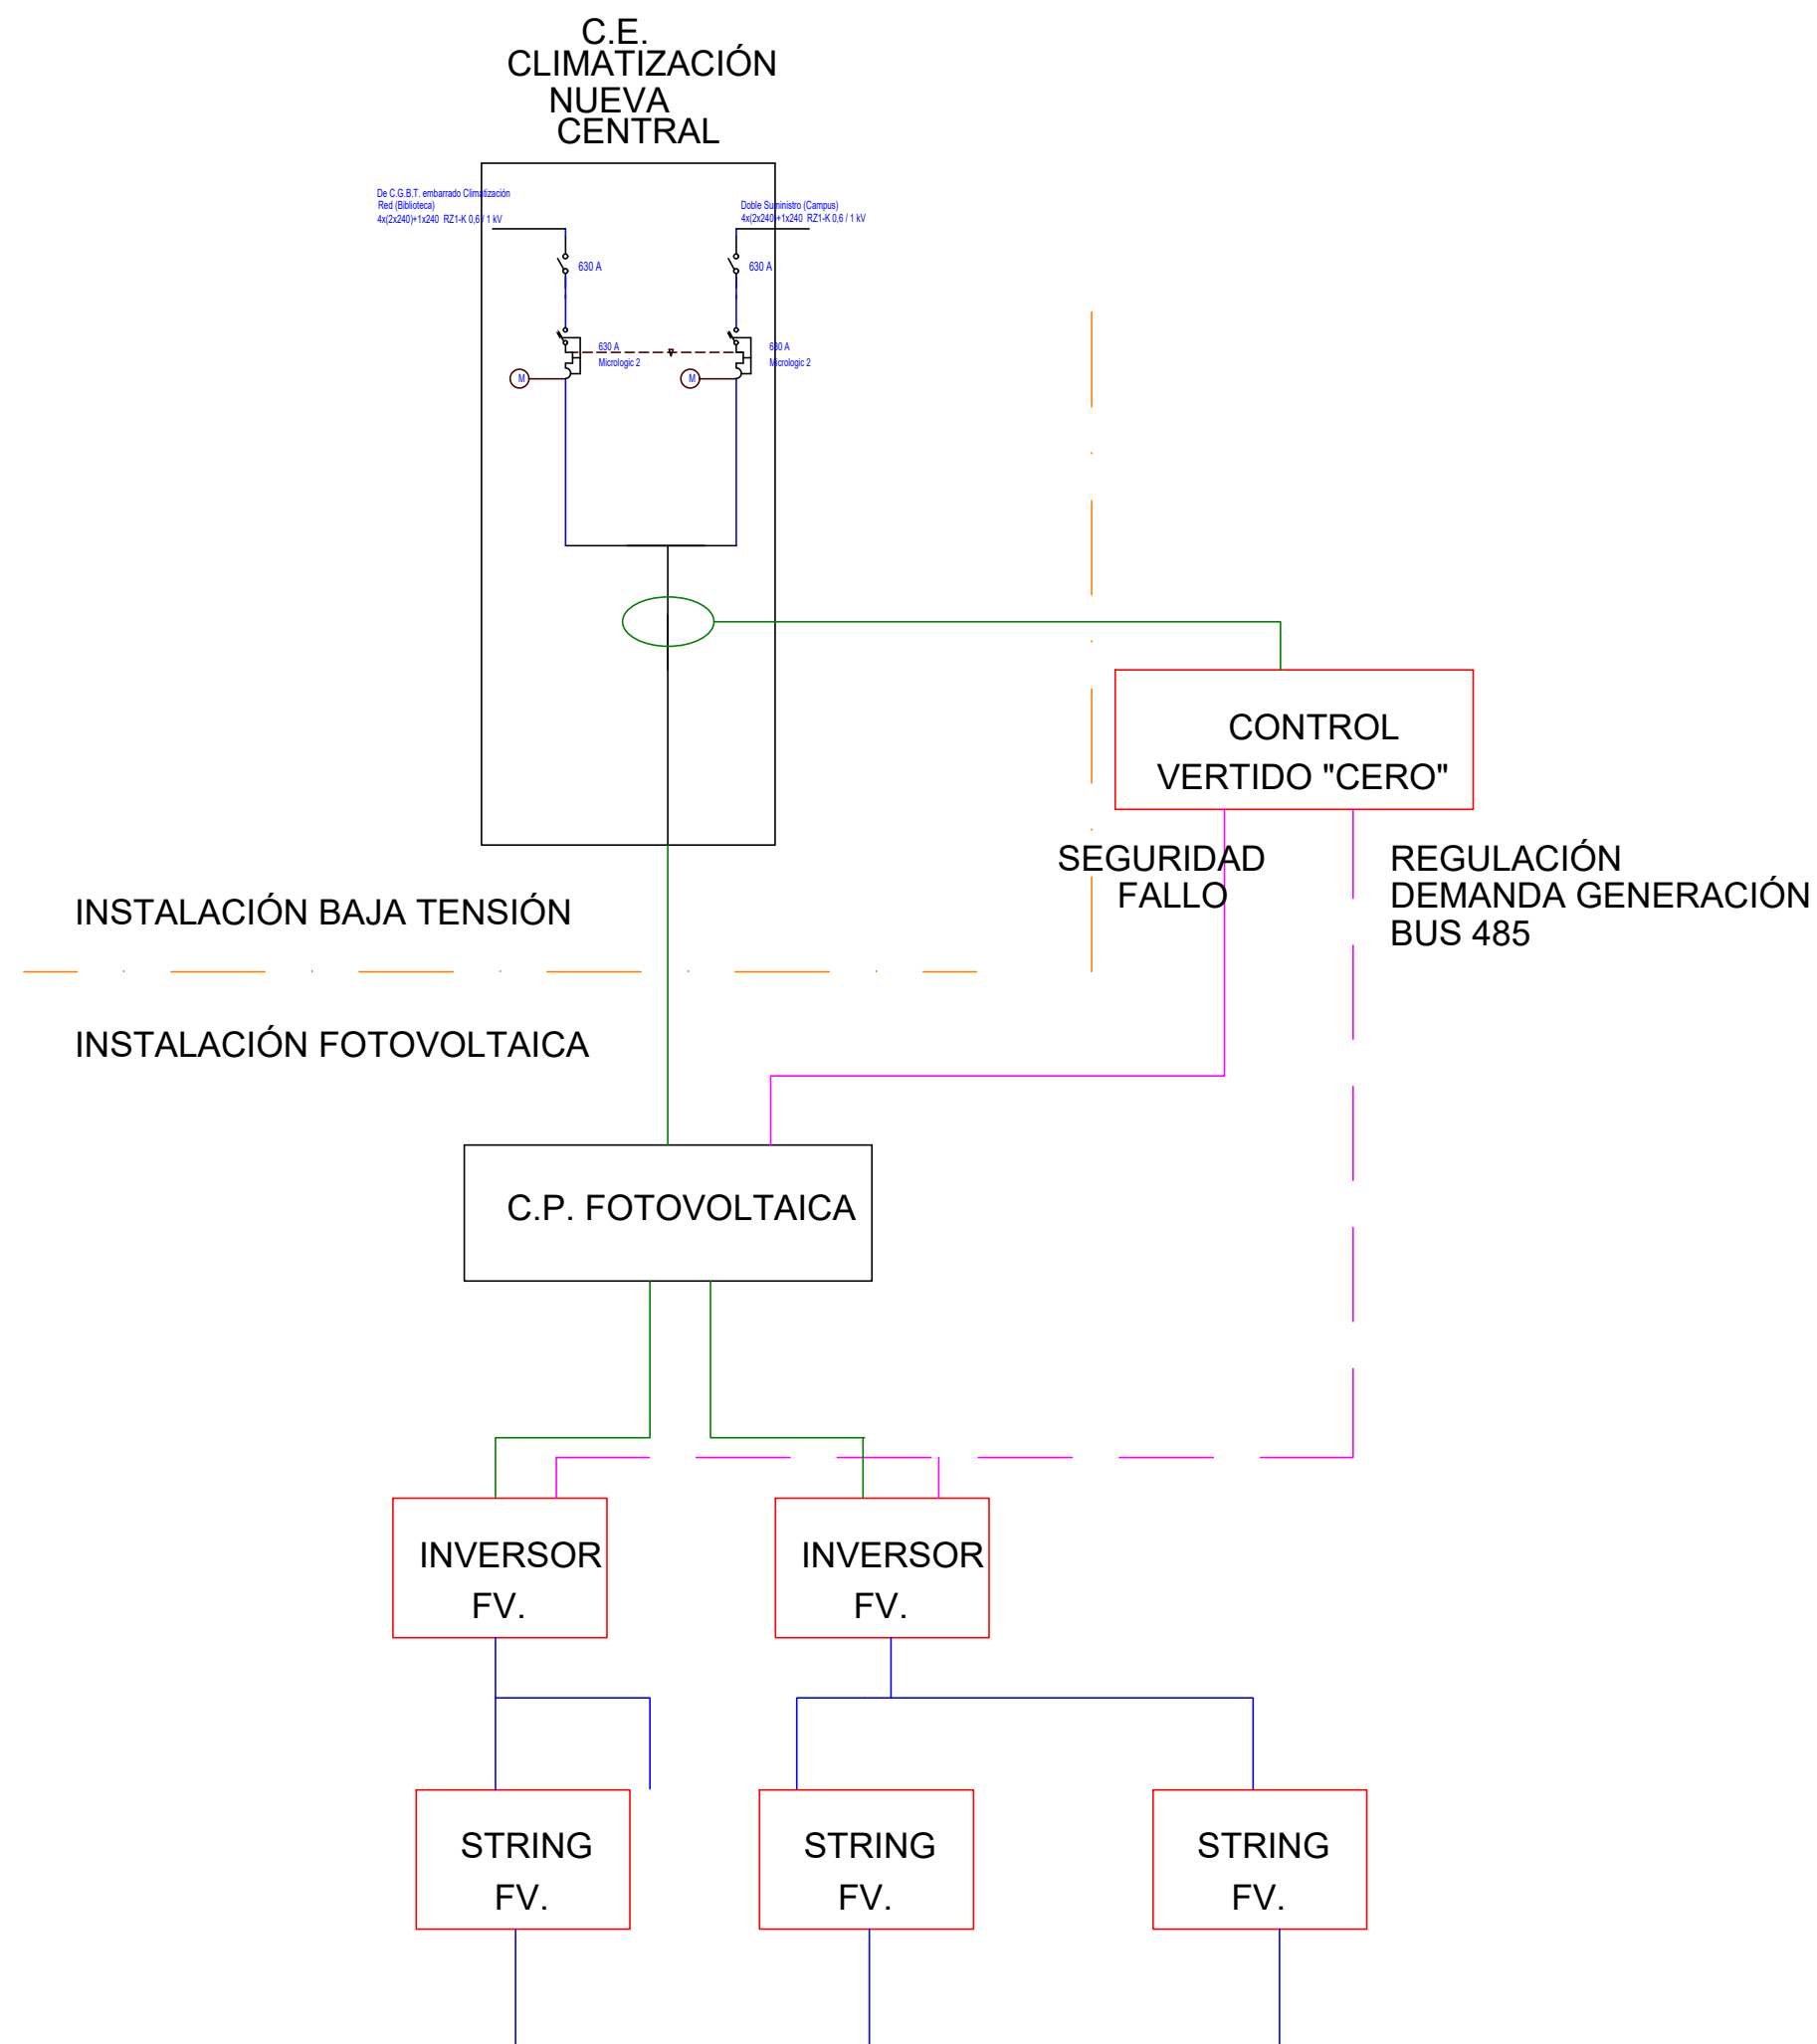 C.E.
CLIMATIZACIÓN
NUEVA
CENTRAL
De C.G.B.T. embarrado Climatización
Red (Biblioteca)
4x(2x240)+1x240 RZ1-K 0,6 / 1 kV
Doble Suministro (Campus)
4x(2x240)+1x240 RZ1-K 0,6 / 1 kV
630 A
630 A
630 A
Micrologic 2
630 A
Micrologic 2
M
M
CONTROL
VERTIDO "CERO"
SEGURIDAD
FALLO
REGULACIÓN
DEMANDA GENERACIÓN
BUS 485
INSTALACIÓN BAJA TENSIÓN
INSTALACIÓN FOTOVOLTAICA
C.P. FOTOVOLTAICA
INVERSOR
FV.
INVERSOR
FV.
STRING
FV.
STRING
FV.
STRING
FV.